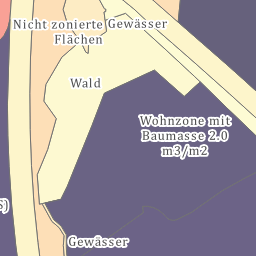 Nicht zonierte
Flächen
Gewässer
Wald
Wohnzone mit
Baumasse 2.0
m3/m2
S)
Gewässer